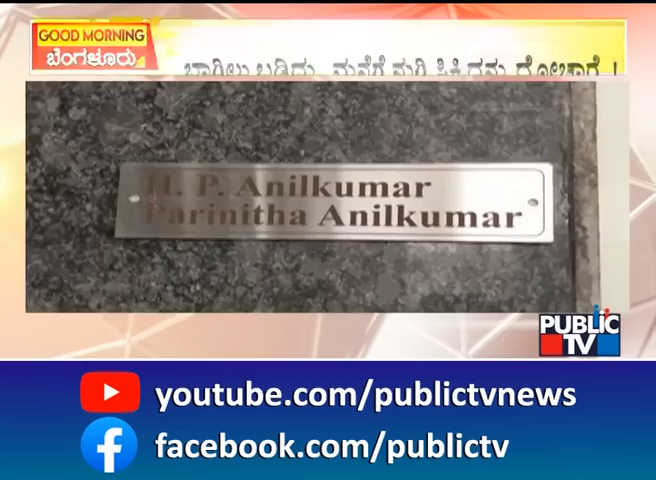 GOOD MORNING
ಬೆಂಗಳೂರು
H. P. Anilkumar
Parinitha Anilkumar
PUBLIC
TV
youtube.com/publictvnews
facebook.com/publictv